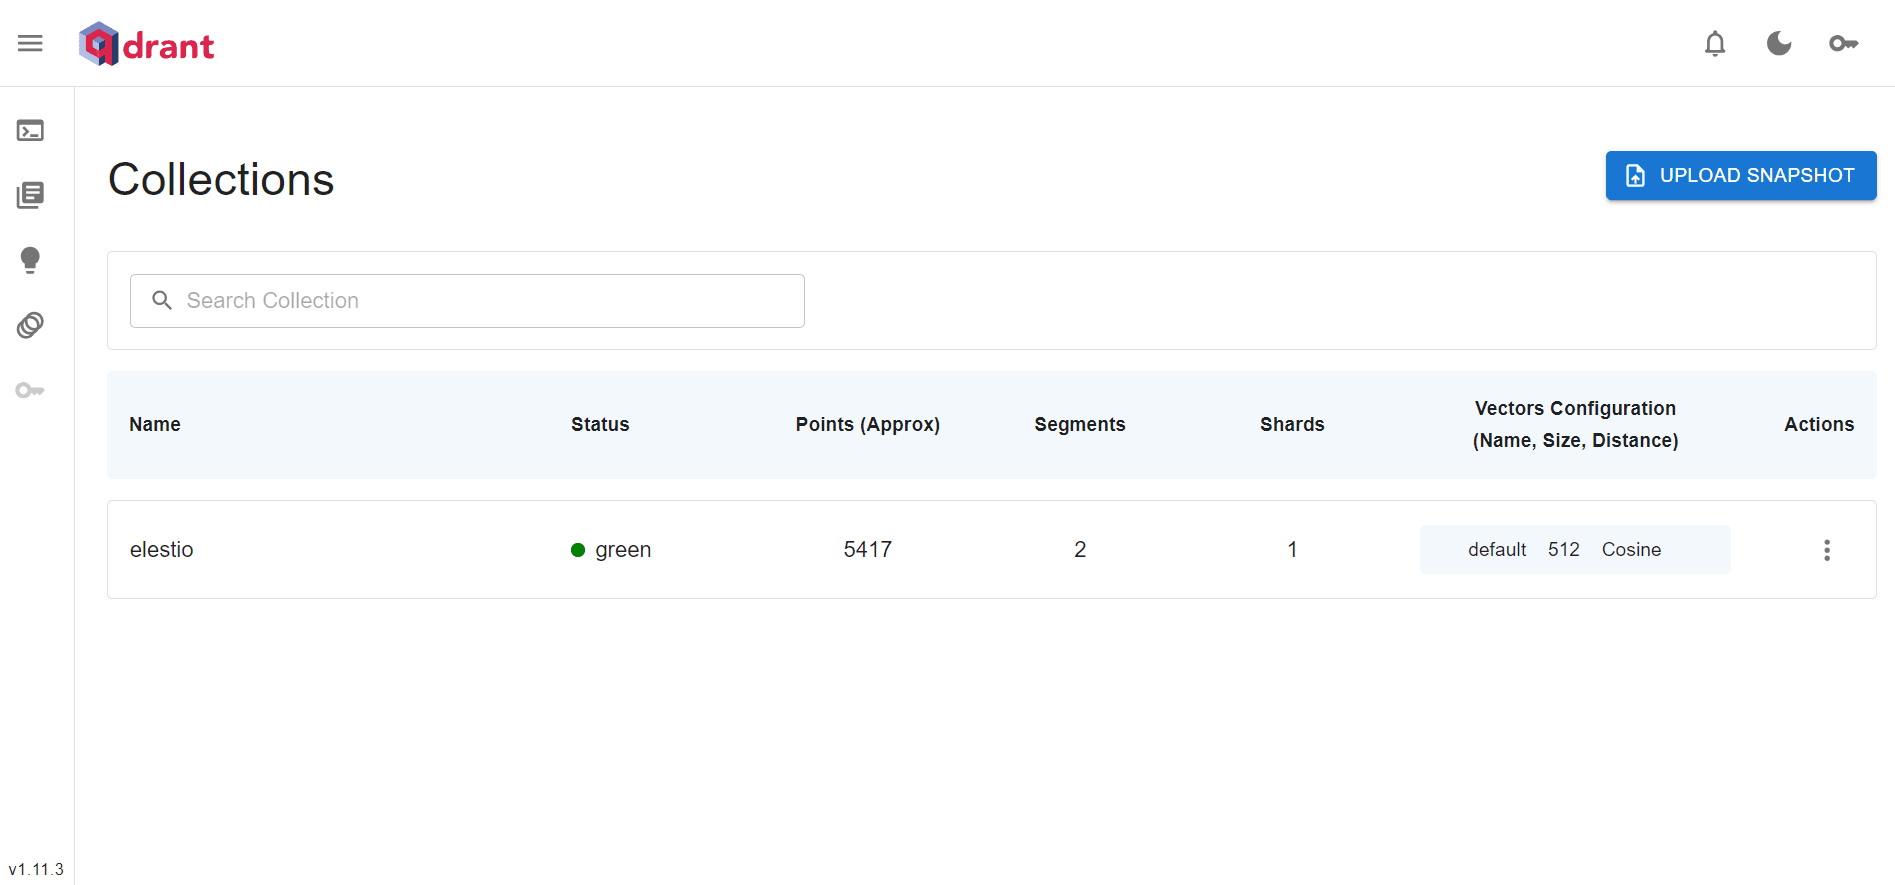 qdrant
Collections
UPLOAD SNAPSHOT
Search Collection
Name Status Points (Approx) Segments Shards Vectors Configuration (Name, Size, Distance) Actions
elestio green 5417 2 1 default 512 Cosine
v1.11.3